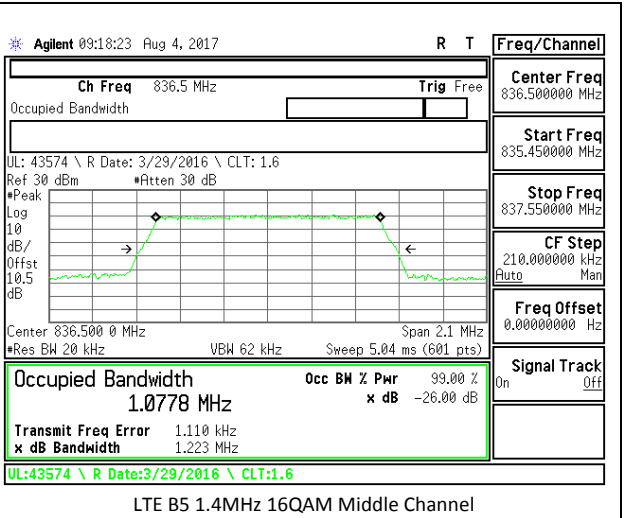 Agilent 09:18:23 Aug 4, 2017 R T
Freq/Channel
Ch Freq 836.5 MHz Trig Free
Occupied Bandwidth
Center Freq
836.500000 MHz
Start Freq
835.450000 MHz
UL: 43574 \ R Date: 3/29/2016 \ CLT: 1.6
Ref 30 dBm #Atten 30 dB
#Peak
Log
10
dB/
Offst
10.5
dB
Stop Freq
837.550000 MHz
CF Step
210.000000 kHz
Auto Man
Freq Offset
0.00000000 Hz
Center 836.500 0 MHz Span 2.1 MHz
#Res BW 20 kHz VBW 62 kHz Sweep 5.04 ms (601 pts)
Signal Track
On Off
Occupied Bandwidth Occ BW % Pwr 99.00 %
1.0778 MHz x dB -26.00 dB
Transmit Freq Error 1.110 kHz
x dB Bandwidth 1.223 MHz
UL:43574 \ R Date:3/29/2016 \ CLT:1.6
LTE B5 1.4MHz 16QAM Middle Channel